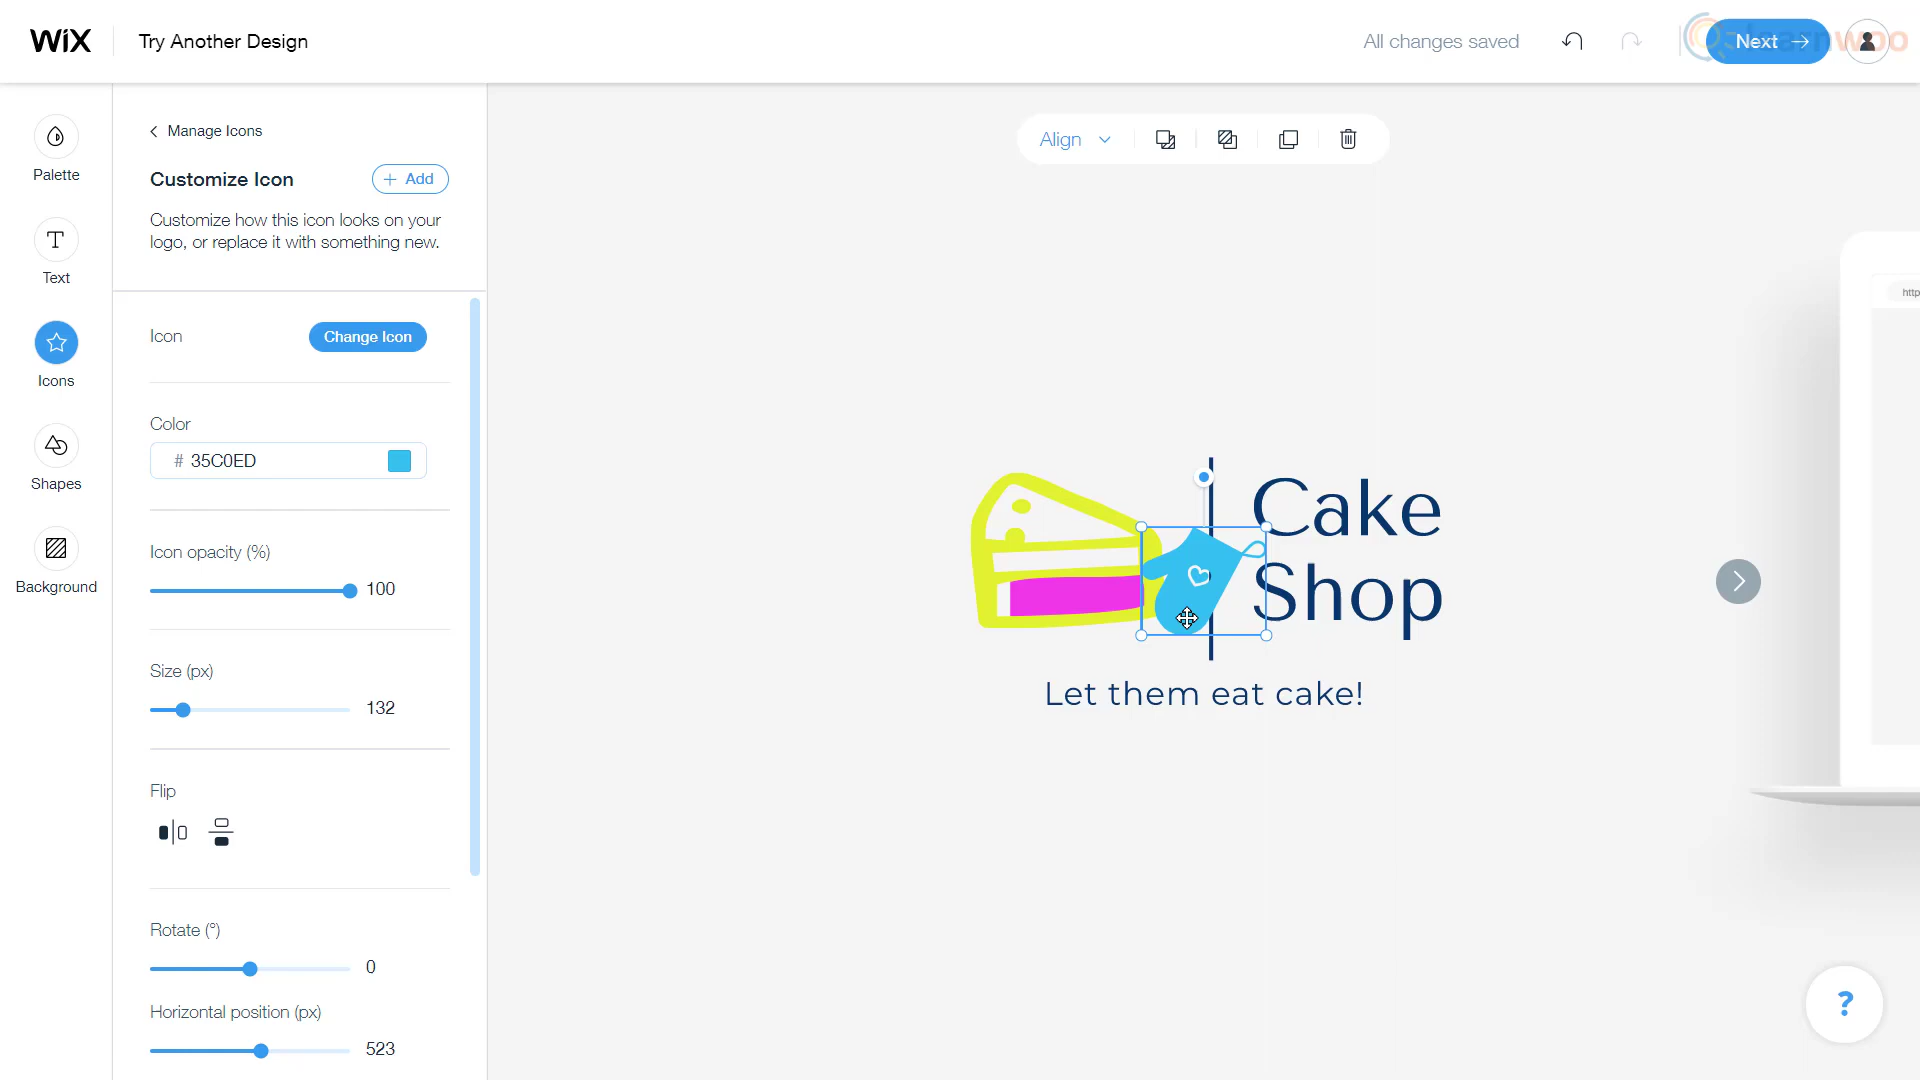 WIX
Try Another Design
All changes saved
Next
Palette
Text
Icons
Shapes
Background
Manage Icons
Customize Icon
+ Add
Customize how this icon looks on your
logo, or replace it with something new.
Icon
Change Icon
Color
# 35C0ED
Icon opacity (%)
100
Size (px)
132
Flip
Rotate (°)
0
Horizontal position (px)
523
Align
Cake
Shop
Let them eat cake!
http
?